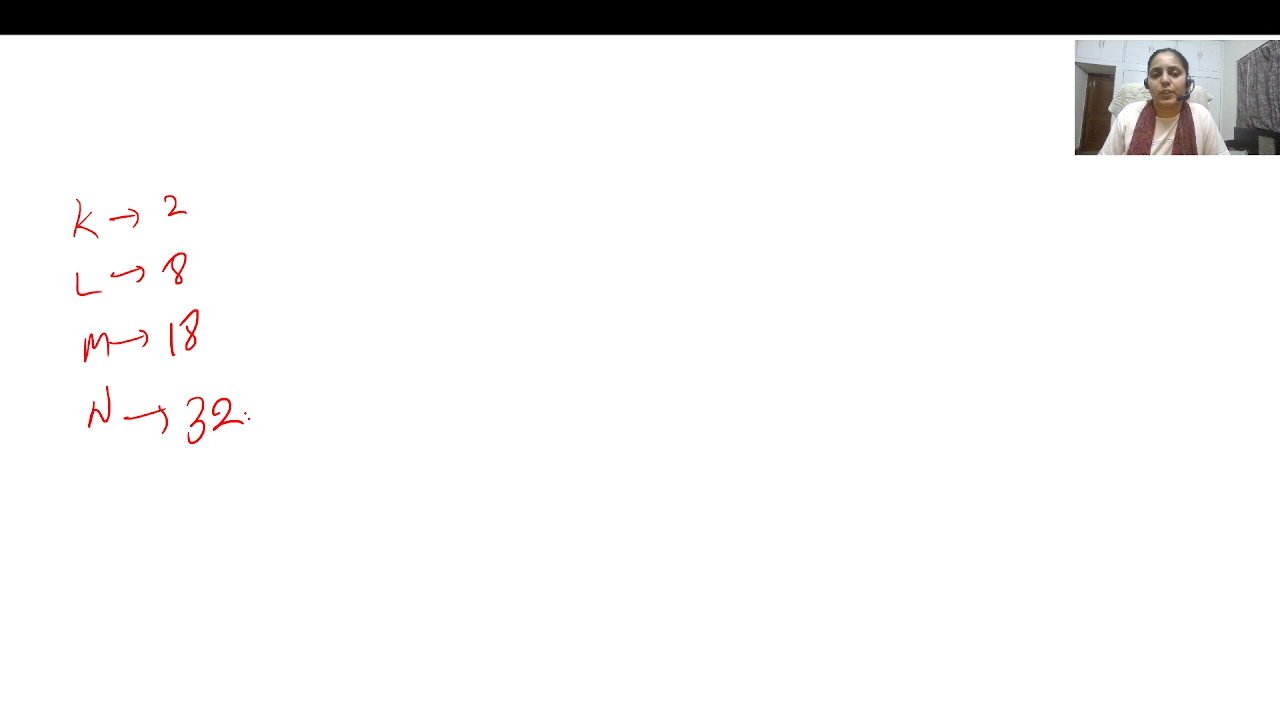 K → 2
L → 8
M → 18
N → 32